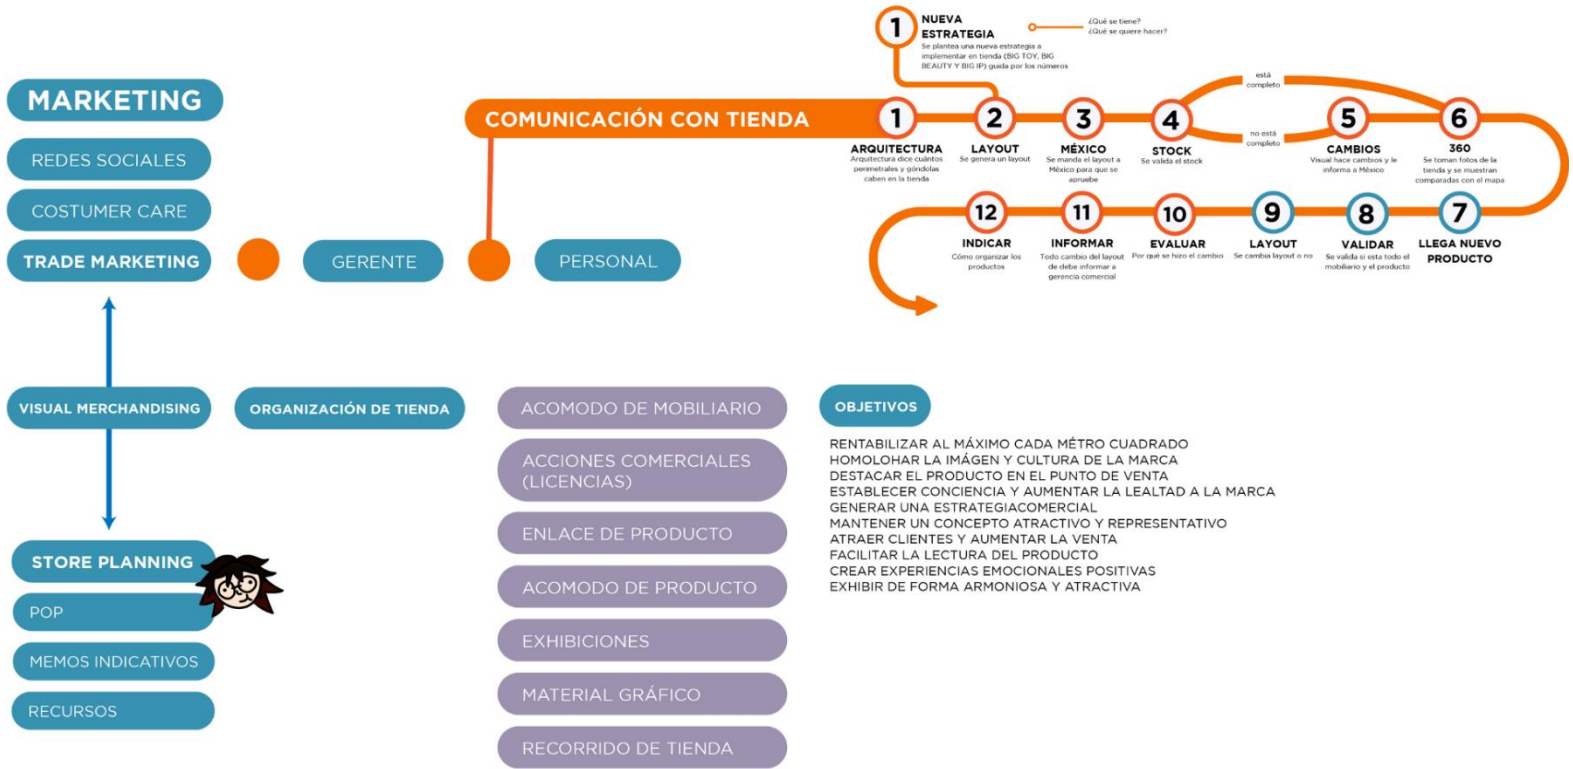 MARKETING
REDES SOCIALES
COSTUMER CARE
TRADE MARKETING
GERENTE
PERSONAL
COMUNICACIÓN CON TIENDA
1
NUEVA
ESTRATEGIA
Se plantea una nueva estrategia a
implementar en tienda (BIG TOY, BIG
BEAUTY Y BIG IP) guida por los números
¿Qué se tiene?
¿Qué se quiere hacer?
1
ARQUITECTURA
Arquitectura dice cuántos
perimetrales y góndolas
caben en la tienda
2
LAYOUT
Se genera un layout
3
MÉXICO
Se manda el layout a
México para que se
apruebe
4
STOCK
Se valida el stock
está
completo
no está
completo
5
CAMBIOS
Visual hace cambios y le
informa a México
6
360
Se toman fotos de la
tienda y se muestran
comparadas con el mapa
7
LLEGA NUEVO
PRODUCTO
8
VALIDAR
Se valida si esta todo el
mobiliario y el producto
9
LAYOUT
Se cambia layout o no
10
EVALUAR
Por qué se hizo el cambio
11
INFORMAR
Todo cambio del layout
de debe informar a
gerencia comercial
12
INDICAR
Cómo organizar los
productos
VISUAL MERCHANDISING
ORGANIZACIÓN DE TIENDA
ACOMODO DE MOBILIARIO
ACCIONES COMERCIALES
(LICENCIAS)
ENLACE DE PRODUCTO
ACOMODO DE PRODUCTO
EXHIBICIONES
MATERIAL GRÁFICO
RECORRIDO DE TIENDA
OBJETIVOS
RENTABILIZAR AL MÁXIMO CADA MÉTRO CUADRADO
HOMOLOHAR LA IMÁGEN Y CULTURA DE LA MARCA
DESTACAR EL PRODUCTO EN EL PUNTO DE VENTA
ESTABLECER CONCIENCIA Y AUMENTAR LA LEALTAD A LA MARCA
GENERAR UNA ESTRATEGIACOMERCIAL
MANTENER UN CONCEPTO ATRACTIVO Y REPRESENTATIVO
ATRAER CLIENTES Y AUMENTAR LA VENTA
FACILITAR LA LECTURA DEL PRODUCTO
CREAR EXPERIENCIAS EMOCIONALES POSITIVAS
EXHIBIR DE FORMA ARMONIOSA Y ATRACTIVA
STORE PLANNING
POP
MEMOS INDICATIVOS
RECURSOS